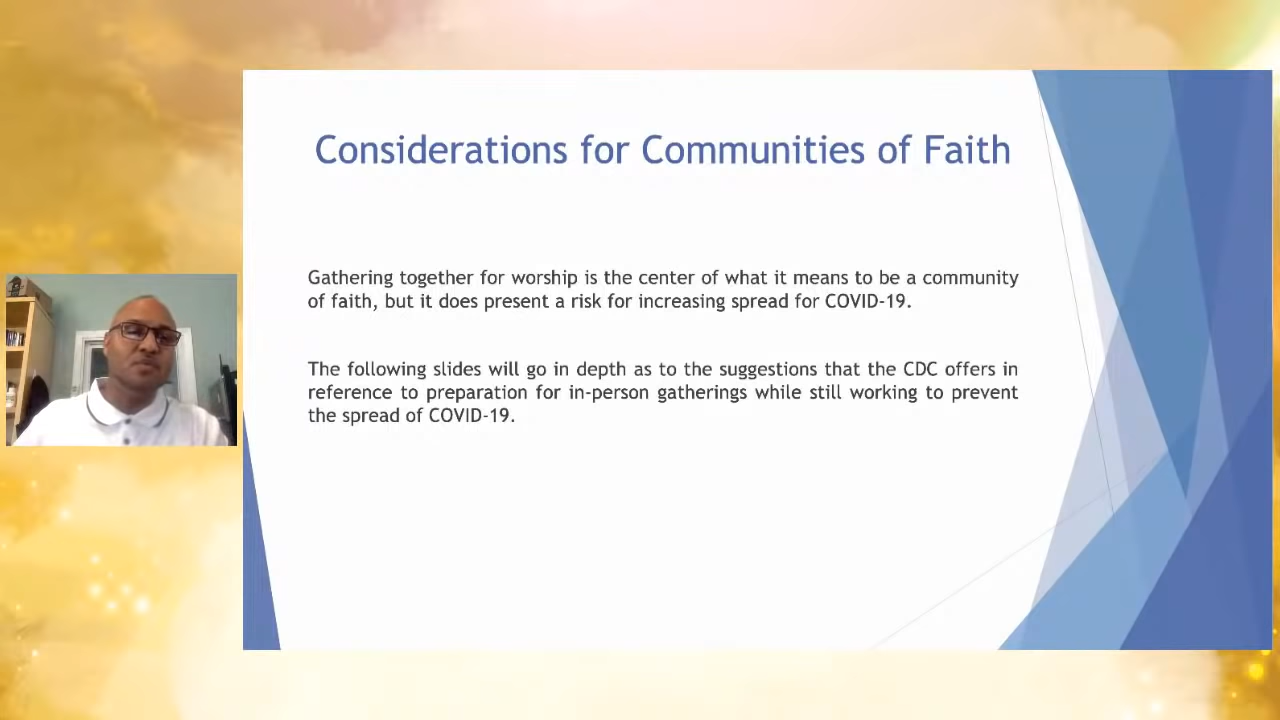 Considerations for Communities of Faith
Gathering together for worship is the center of what it means to be a community
of faith, but it does present a risk for increasing spread for COVID-19.
The following slides will go in depth as to the suggestions that the CDC offers in
reference to preparation for in-person gatherings while still working to prevent
the spread of COVID-19.